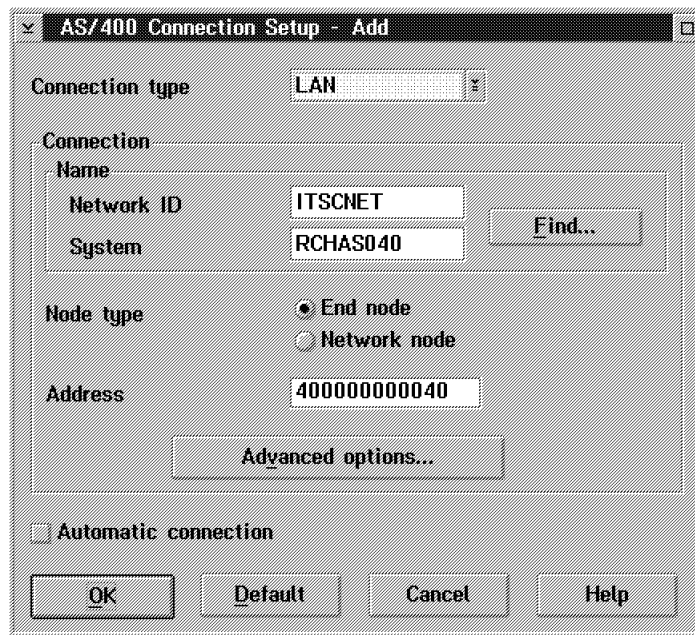 AS/400 Connection Setup - Add
Connection type LAN
Connection
Name
Network ID ITSCNET
System RCHAS040
Find...
Node type End node
Network node
Address 400000000040
Advanced options...
Automatic connection
OK Default Cancel Help